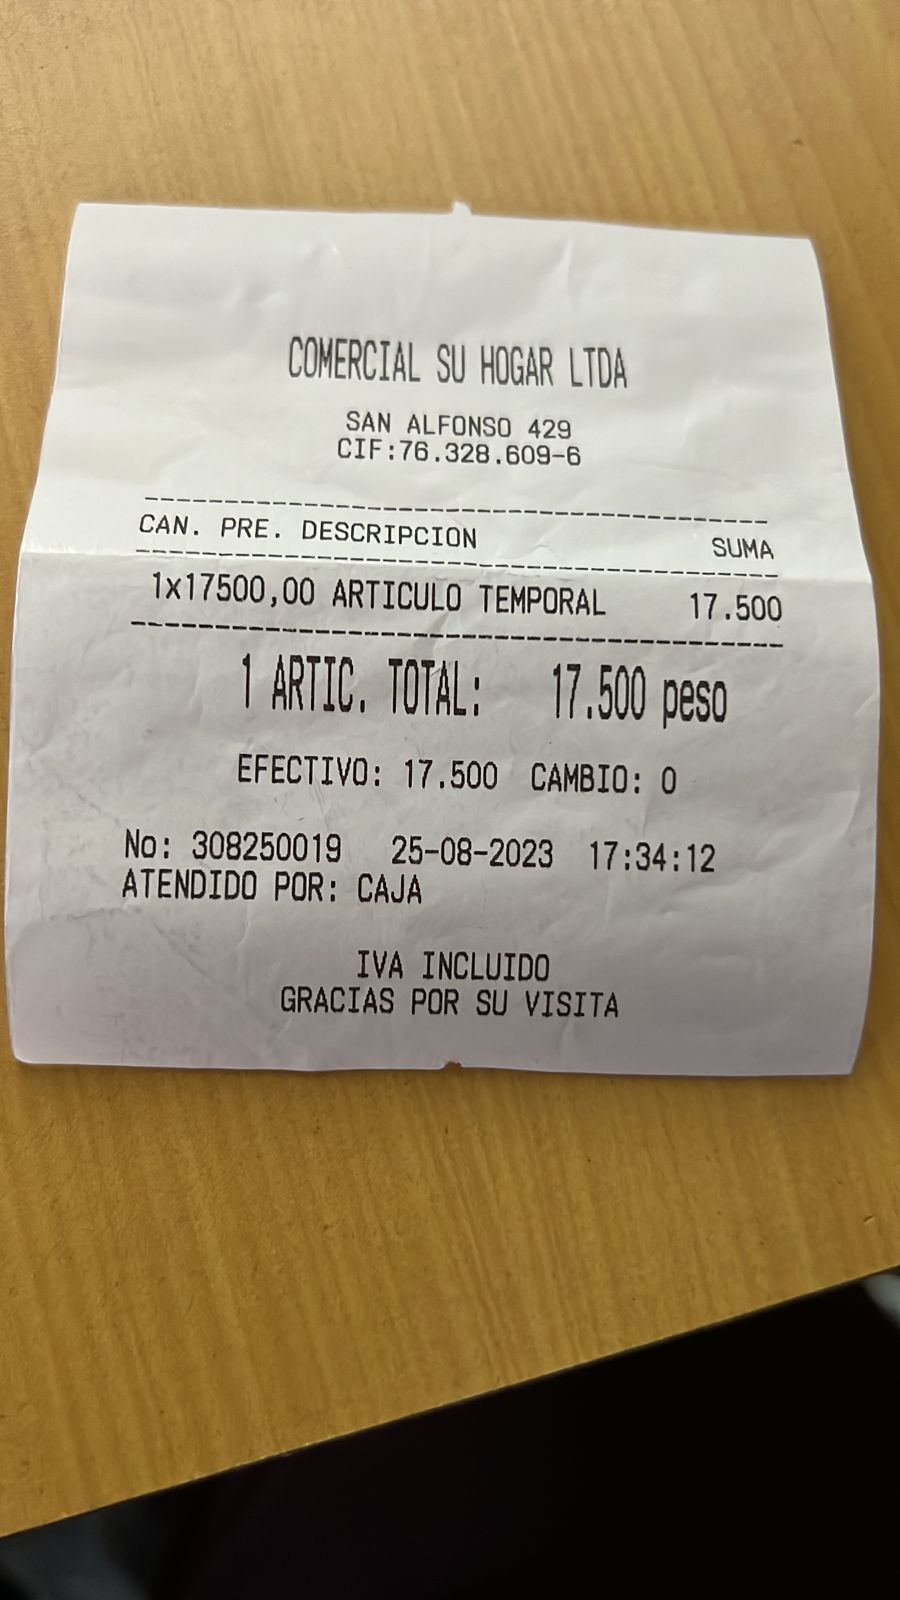 COMERCIAL SU HOGAR LTDA
SAN ALFONSO 429
CIF:76.328.609-6
CAN. PRE. DESCRIPCION SUMA
1x17500,00 ARTICULO TEMPORAL 17.500
1 ARTIC. TOTAL: 17.500 peso
EFECTIVO: 17.500 CAMBIO: 0
No: 308250019 25-08-2023 17:34:12
ATENDIDO POR: CAJA
IVA INCLUIDO
GRACIAS POR SU VISITA